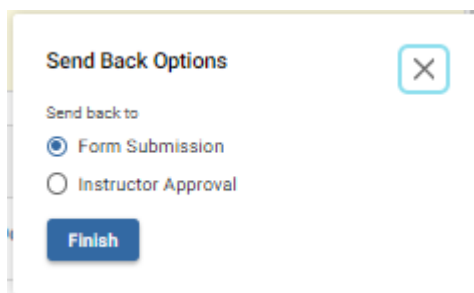 Send Back Options
Send back to
Form Submission
Instructor Approval
Finish